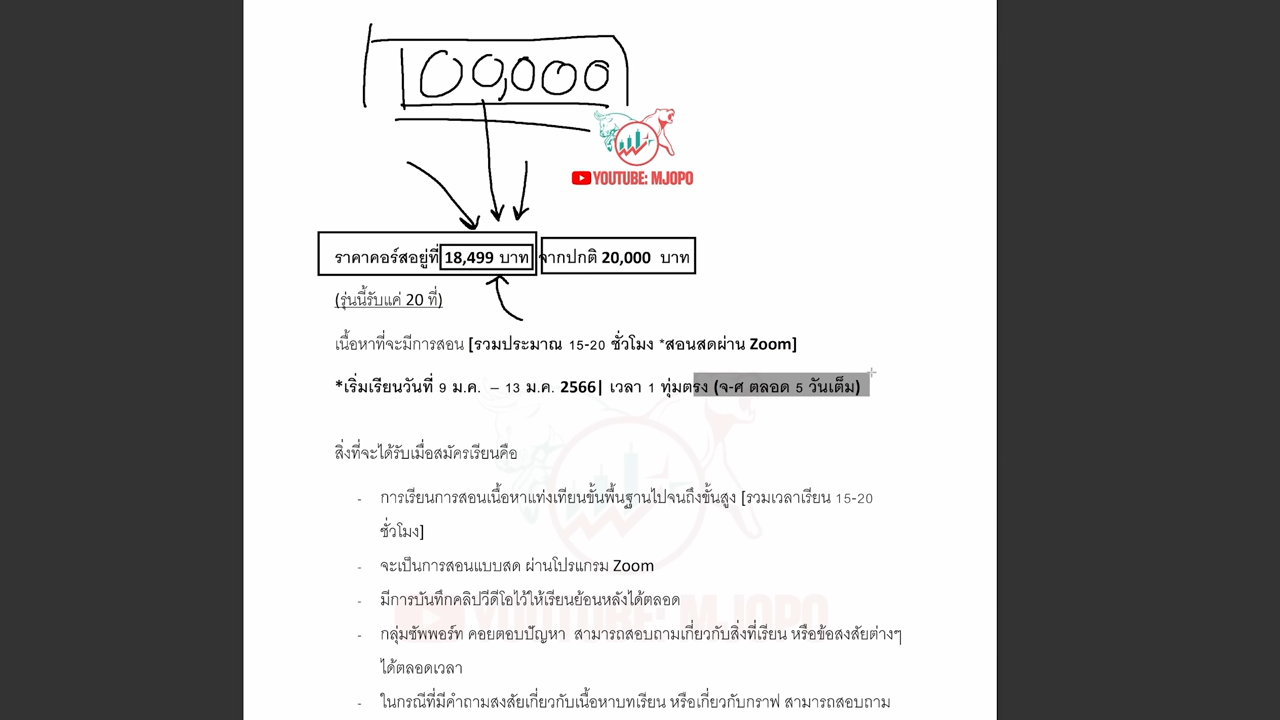 100,000
YOUTUBE: MJOPO
ราคาคอร์สอยู่ที่ 18,499 บาท จากปกติ 20,000 บาท
(รุ่นนี้รับแค่ 20 ที่)
เนื้อหาที่จะมีการสอน [รวมประมาณ 15-20 ชั่วโมง *สอนสดผ่าน Zoom]
*เริ่มเรียนวันที่ 9 ม.ค. – 13 ม.ค. 2566| เวลา 1 ทุ่มตรง (จ-ศ ตลอด 5 วันเต็ม)
สิ่งที่จะได้รับเมื่อสมัครเรียนคือ
- การเรียนการสอนเนื้อหาแท่งเทียนขั้นพื้นฐานไปจนถึงขั้นสูง [รวมเวลาเรียน 15-20
ชั่วโมง]
- จะเป็นการสอนแบบสด ผ่านโปรแกรม Zoom
- มีการบันทึกคลิปวีดีโอไว้ให้เรียนย้อนหลังได้ตลอด
YOUTUBE: MJOPO
- กลุ่มซัพพอร์ท คอยตอบปัญหา สามารถสอบถามเกี่ยวกับสิ่งที่เรียน หรือข้อสงสัยต่างๆ
ได้ตลอดเวลา
- ในกรณีที่มีคำถามสงสัยเกี่ยวกับเนื้อหาบทเรียน หรือเกี่ยวกับกราฟ สามารถสอบถาม